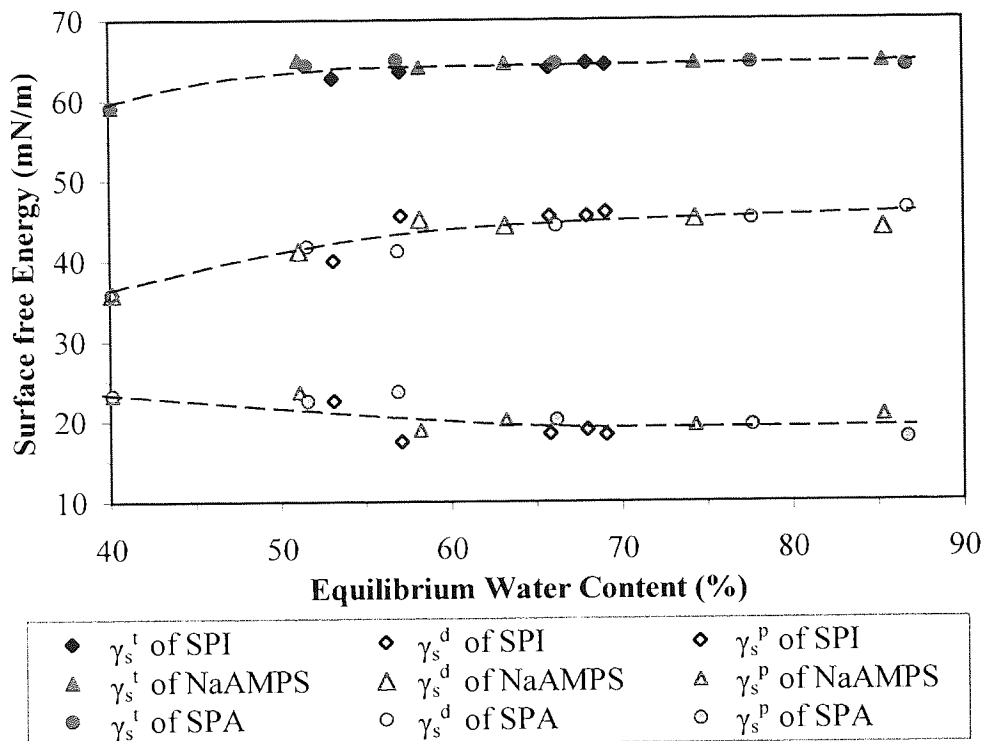 70
60
50
40
30
20
10
Surface free Energy (mN/m)
40 50 60 70 80 90
Equilibrium Water Content (%)
γₛᵗ of SPI γₛᵈ of SPI γₛᵖ of SPI
γₛᵗ of NaAMPS γₛᵈ of NaAMPS γₛᵖ of NaAMPS
γₛᵗ of SPA γₛᵈ of SPA γₛᵖ of SPA